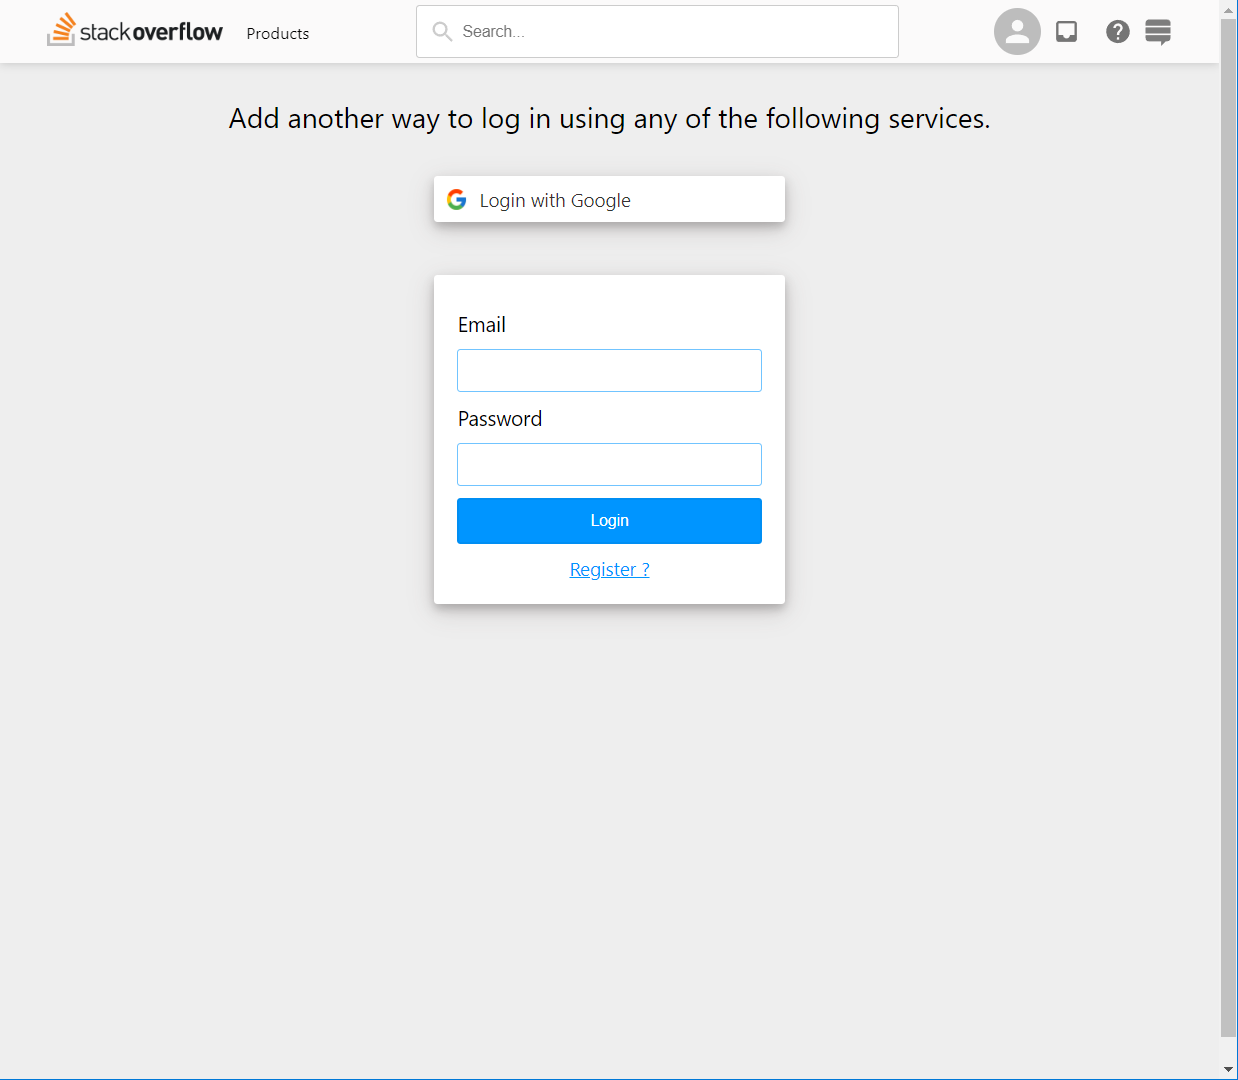 stackoverflow
Products
Search...
Add another way to log in using any of the following services.
Login with Google
Email
Password
Login
Register ?